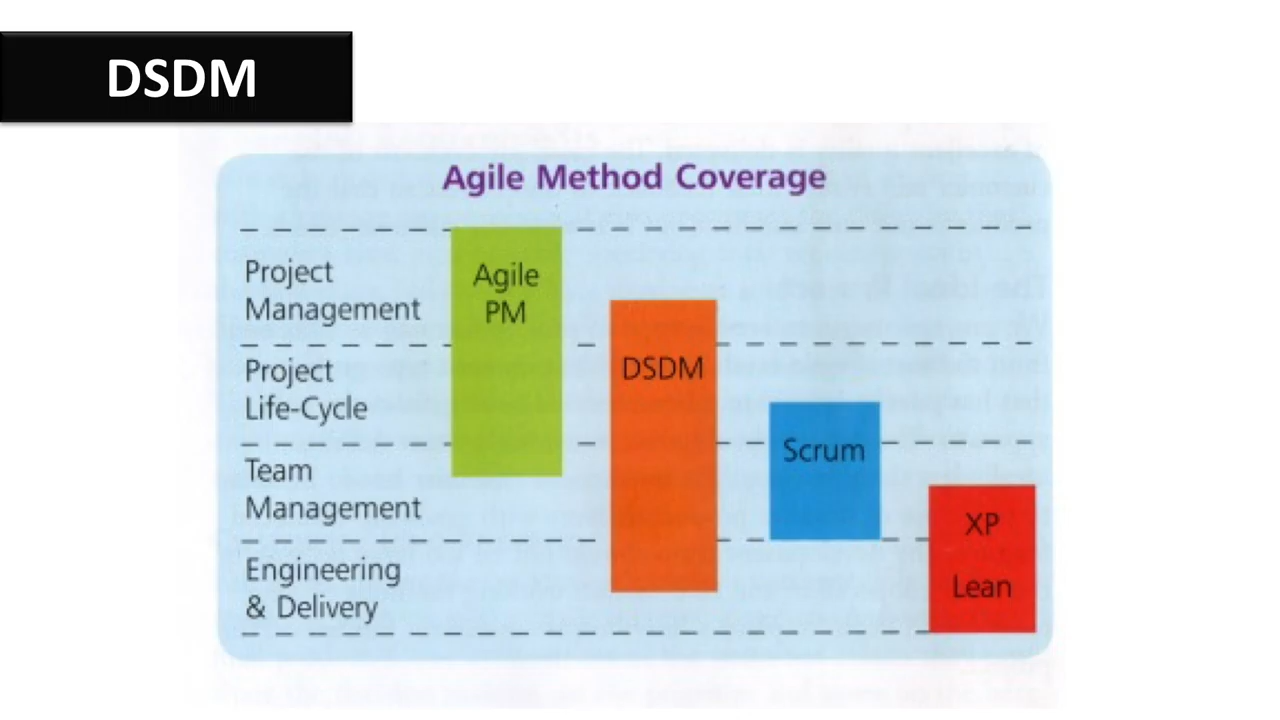 DSDM
Agile Method Coverage
Project
Management
Agile
PM
Project
Life-Cycle
DSDM
Team
Management
Scrum
Engineering
& Delivery
XP
Lean